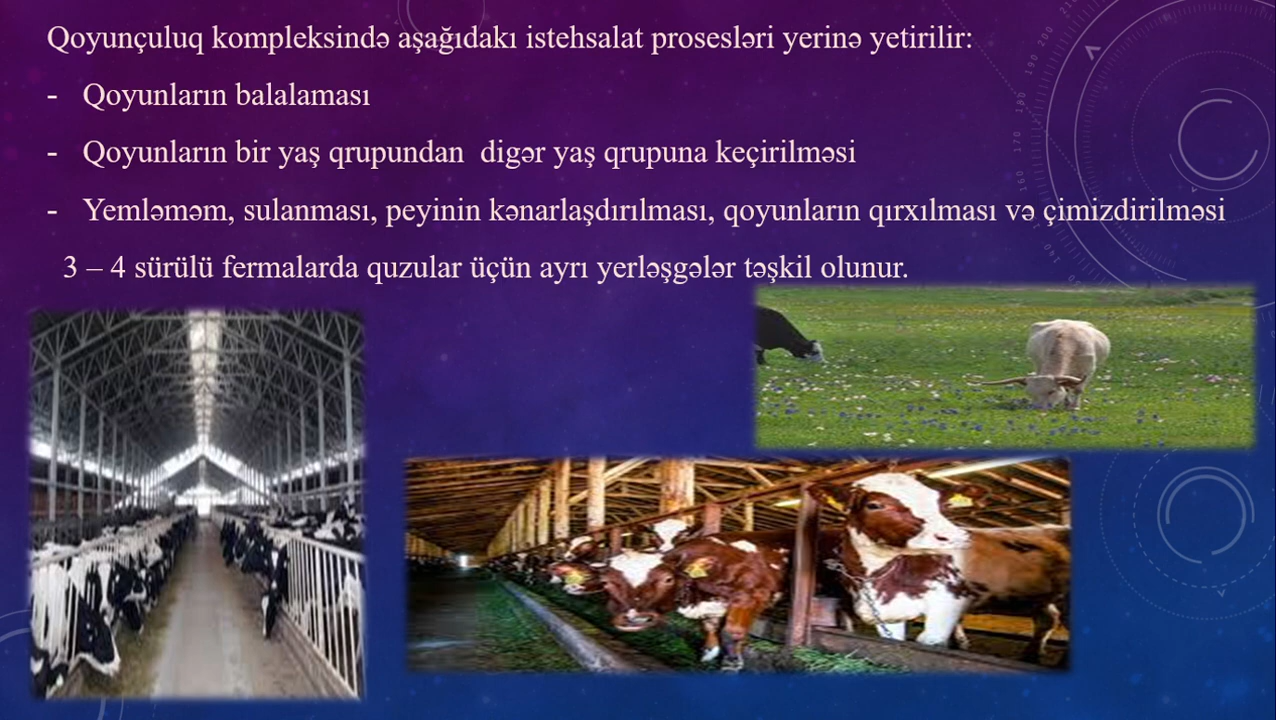 Qoyunçuluq kompleksində aşağıdakı istehsalat prosesləri yerinə yetirilir:
- Qoyunların balalaması
- Qoyunların bir yaş qrupundan digər yaş qrupuna keçirilməsi
- Yemləməm, sulanması, peyinin kənarlaşdırılması, qoyunların qırxılması və çimizdirilməsi
3 – 4 sürülü fermalarda quzular üçün ayrı yerləşgələr təşkil olunur.